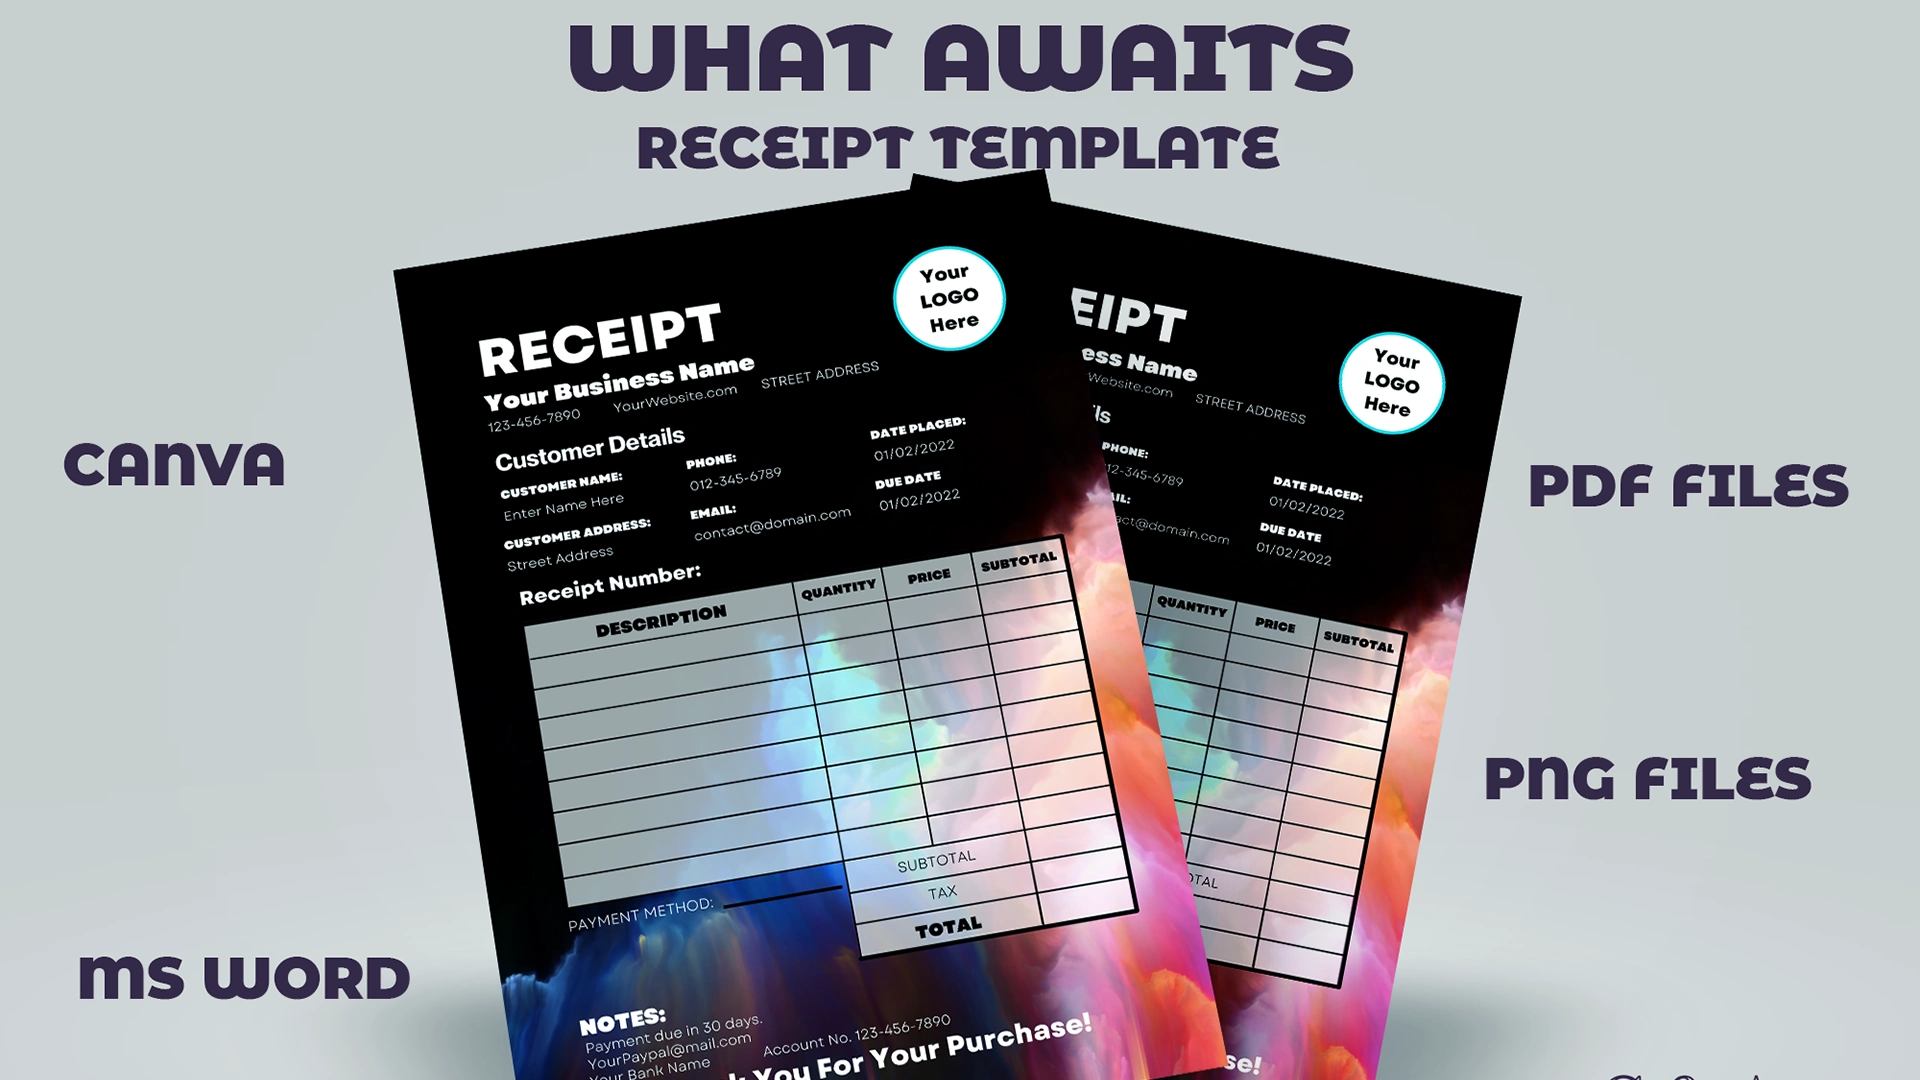 WHAT AWAITS
RECEIPT TEMPLATE
CANVA
MS WORD
PDF FILES
PNG FILES
Your
LOGO
Here
RECEIPT
Your Business Name
123-456-7890 YourWebsite.com STREET ADDRESS
Customer Details
CUSTOMER NAME:
Enter Name Here
CUSTOMER ADDRESS:
Street Address
PHONE:
012-345-6789
EMAIL:
contact@domain.com
DATE PLACED:
01/02/2022
DUE DATE
01/02/2022
Receipt Number:
DESCRIPTION QUANTITY PRICE SUBTOTAL
SUBTOTAL
TAX
TOTAL
PAYMENT METHOD:
NOTES:
Payment due in 30 days.
YourPaypal@mail.com
Your Bank Name Account No. 123-456-7890
You For Your Purchase!
Your
LOGO
Here
EIPT
ess Name
Website.com STREET ADDRESS
ils
PHONE:
12-345-6789
IL:
act@domain.com
DATE PLACED:
01/02/2022
DUE DATE
01/02/2022
QUANTITY PRICE SUBTOTAL
OTAL
se!